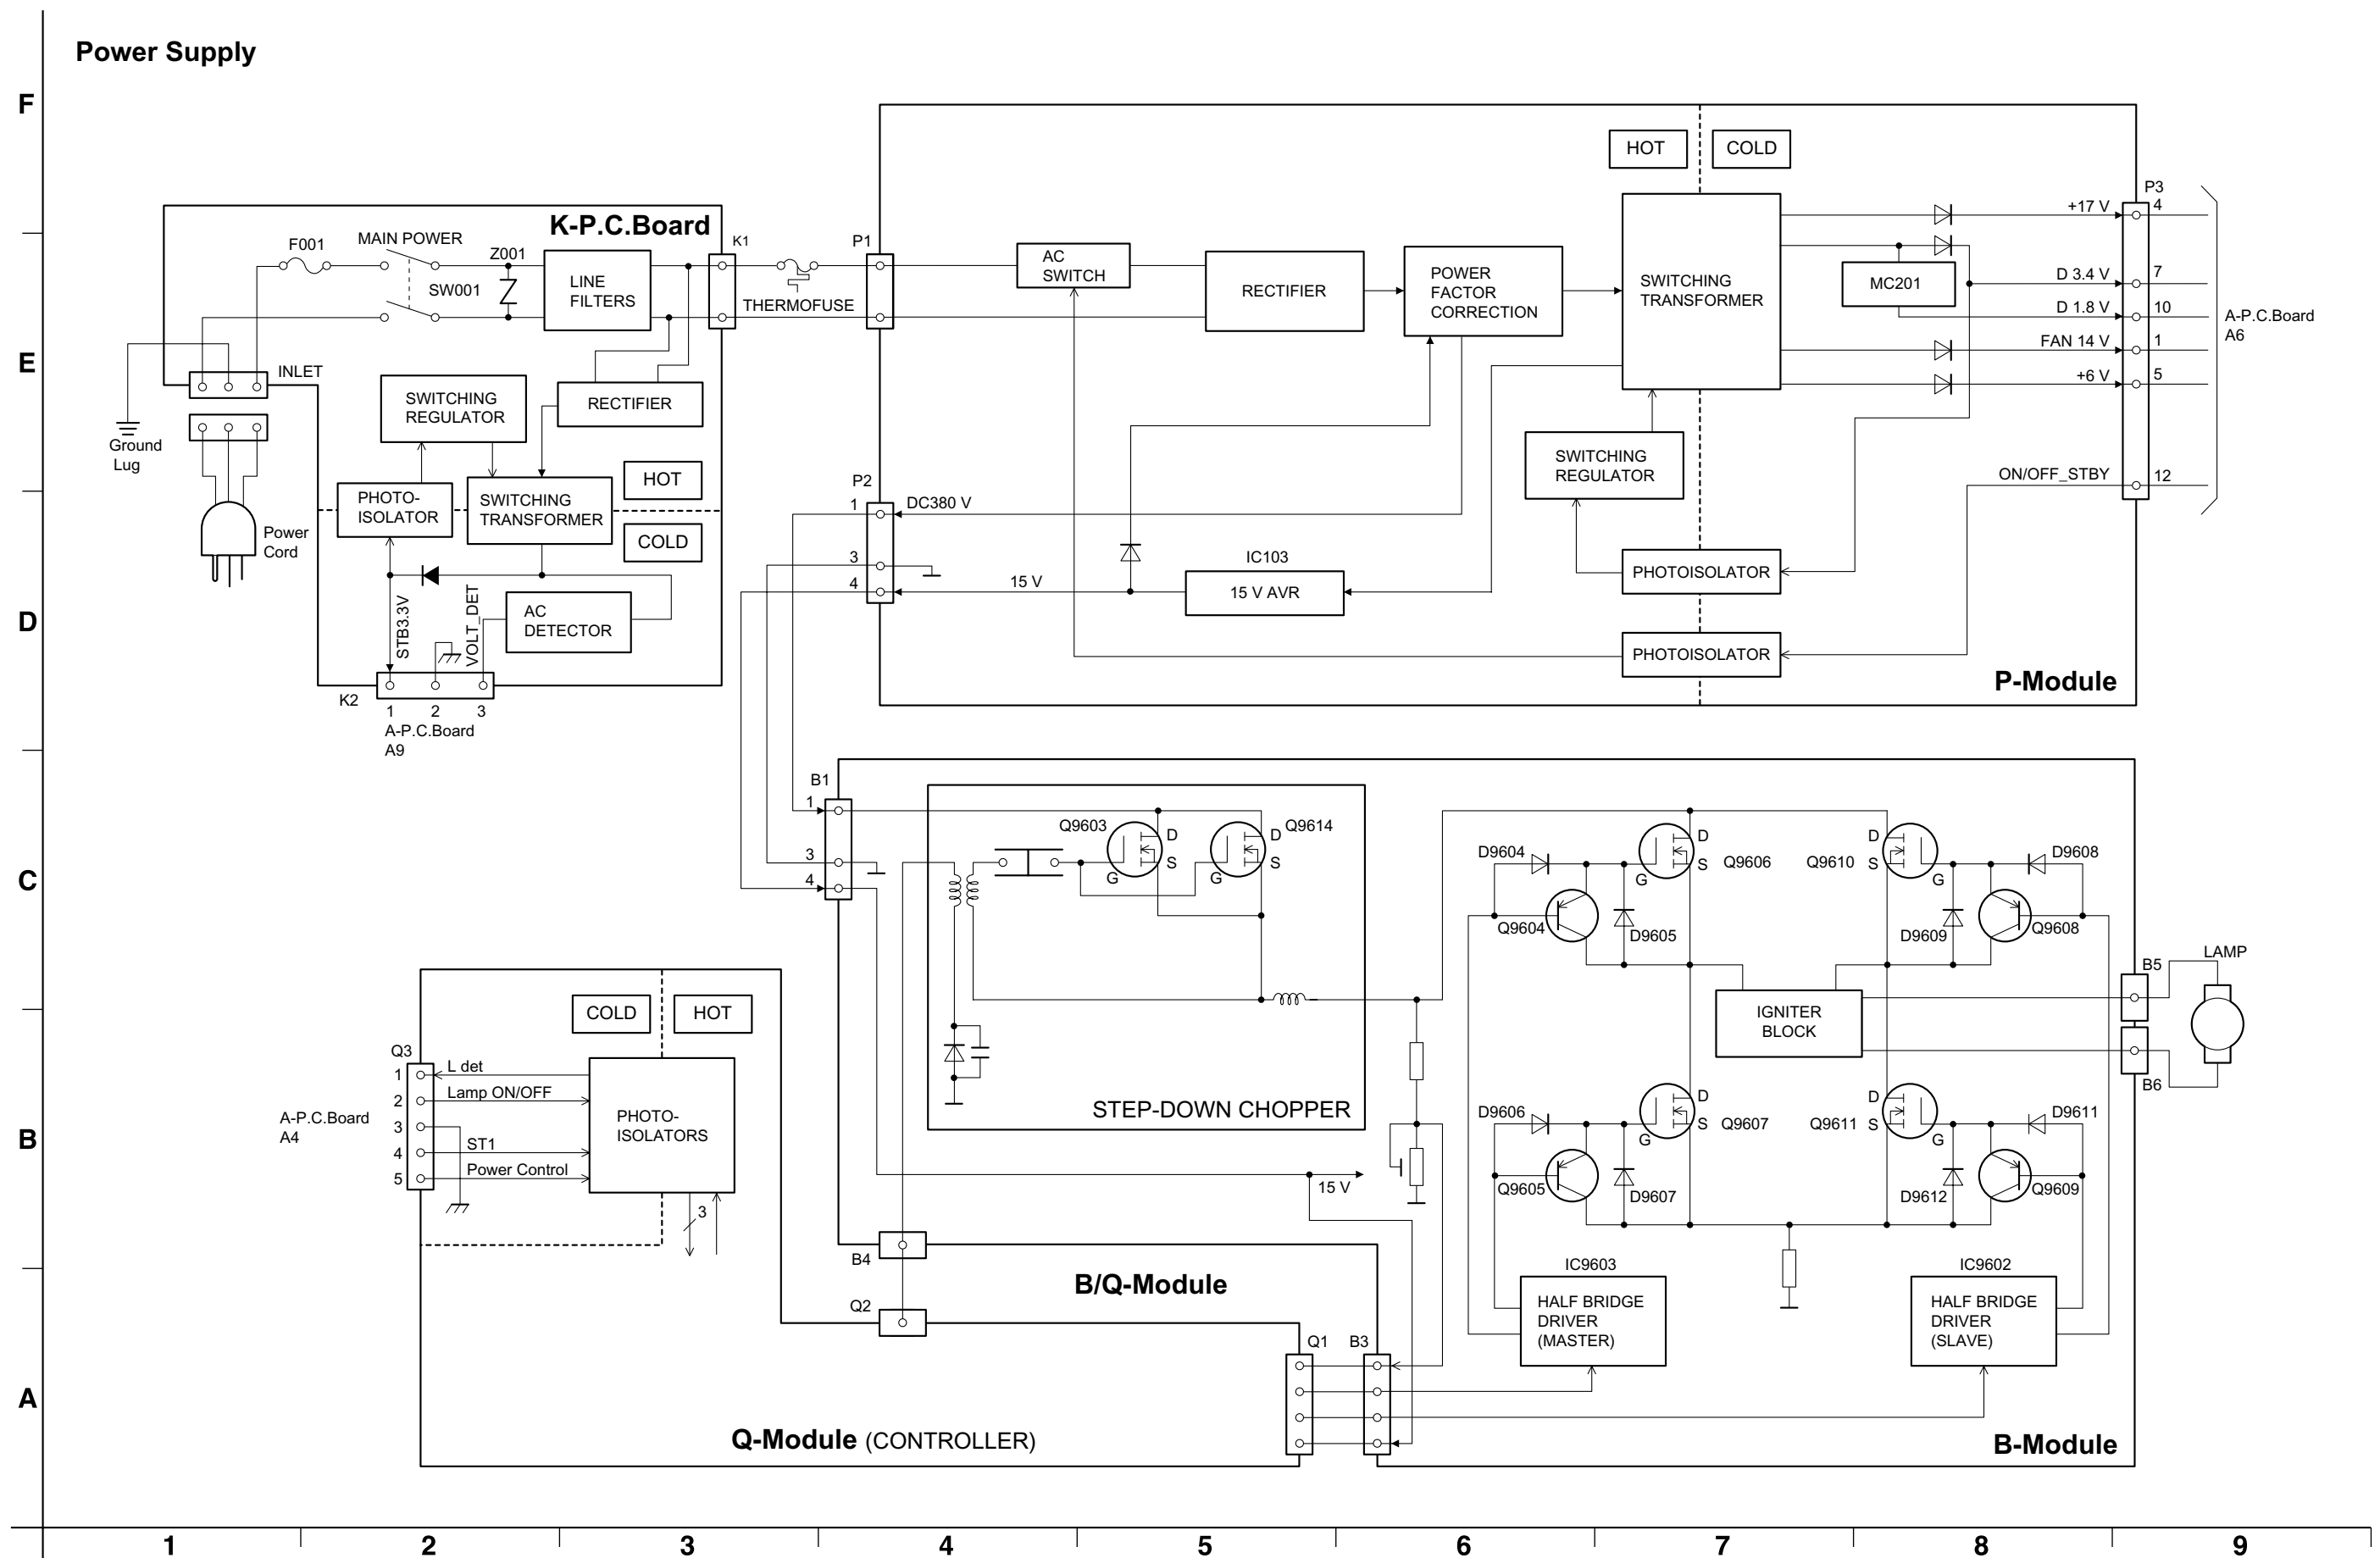 Power Supply
F
E
D
C
B
A
1
2
3
4
5
6
7
8
9
K-P.C.Board
F001
MAIN POWER
SW001
Z001
LINE
FILTERS
K1
THERMOFUSE
INLET
Ground
Lug
Power
Cord
SWITCHING
REGULATOR
RECTIFIER
PHOTO-
ISOLATOR
SWITCHING
TRANSFORMER
HOT
COLD
STB3.3V
VOLT_DET
AC
DETECTOR
K2
1
2
3
A-P.C.Board
A9
P1
AC
SWITCH
RECTIFIER
POWER
FACTOR
CORRECTION
HOT
COLD
SWITCHING
TRANSFORMER
MC201
P3
+17 V
4
D 3.4 V
7
D 1.8 V
10
FAN 14 V
1
+6 V
5
ON/OFF_STBY
12
A-P.C.Board
A6
SWITCHING
REGULATOR
P2
1
DC380 V
3
4
15 V
IC103
15 V AVR
PHOTOISOLATOR
PHOTOISOLATOR
P-Module
B1
1
3
4
Q9603
D
S
G
Q9614
D
S
G
STEP-DOWN CHOPPER
15 V
D9604
Q9604
D9605
G
D
S
Q9606
Q9610
D
S
G
D9608
D9609
Q9608
IGNITER
BLOCK
B5
LAMP
B6
D9606
Q9605
D9607
G
D
S
Q9607
Q9611
D
S
G
D9611
D9612
Q9609
IC9603
HALF BRIDGE
DRIVER
(MASTER)
IC9602
HALF BRIDGE
DRIVER
(SLAVE)
B-Module
COLD
HOT
Q3
1
L det
2
Lamp ON/OFF
3
4
ST1
5
Power Control
A-P.C.Board
A4
PHOTO-
ISOLATORS
3
B4
B/Q-Module
Q2
Q1
B3
Q-Module (CONTROLLER)